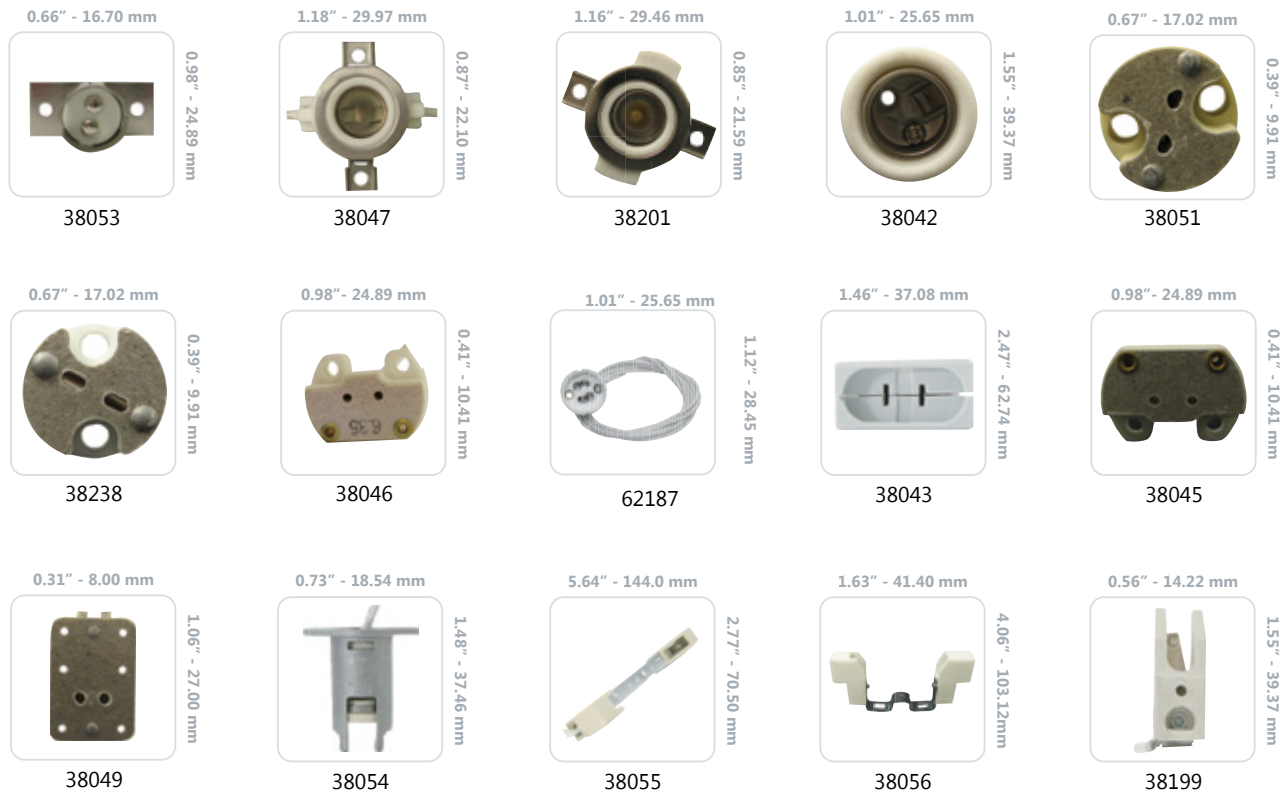 0.66" - 16.70 mm
0.98" - 24.89 mm
38053
1.18" - 29.97 mm
0.87" - 22.10 mm
38047
1.16" - 29.46 mm
0.85" - 21.59 mm
38201
1.01" - 25.65 mm
1.55" - 39.37 mm
38042
0.67" - 17.02 mm
0.39" - 9.91 mm
38051
0.67" - 17.02 mm
0.39" - 9.91 mm
38238
0.98"- 24.89 mm
0.41" - 10.41 mm
6.35
38046
1.01" - 25.65 mm
1.12" - 28.45 mm
62187
1.46" - 37.08 mm
2.47" - 62.74 mm
38043
0.98"- 24.89 mm
0.41" - 10.41 mm
38045
0.31" - 8.00 mm
1.06" - 27.00 mm
38049
0.73" - 18.54 mm
1.48" - 37.46 mm
38054
5.64" - 144.0 mm
2.77" - 70.50 mm
38055
1.63" - 41.40 mm
4.06" - 103.12mm
38056
0.56" - 14.22 mm
1.55" - 39.37 mm
38199